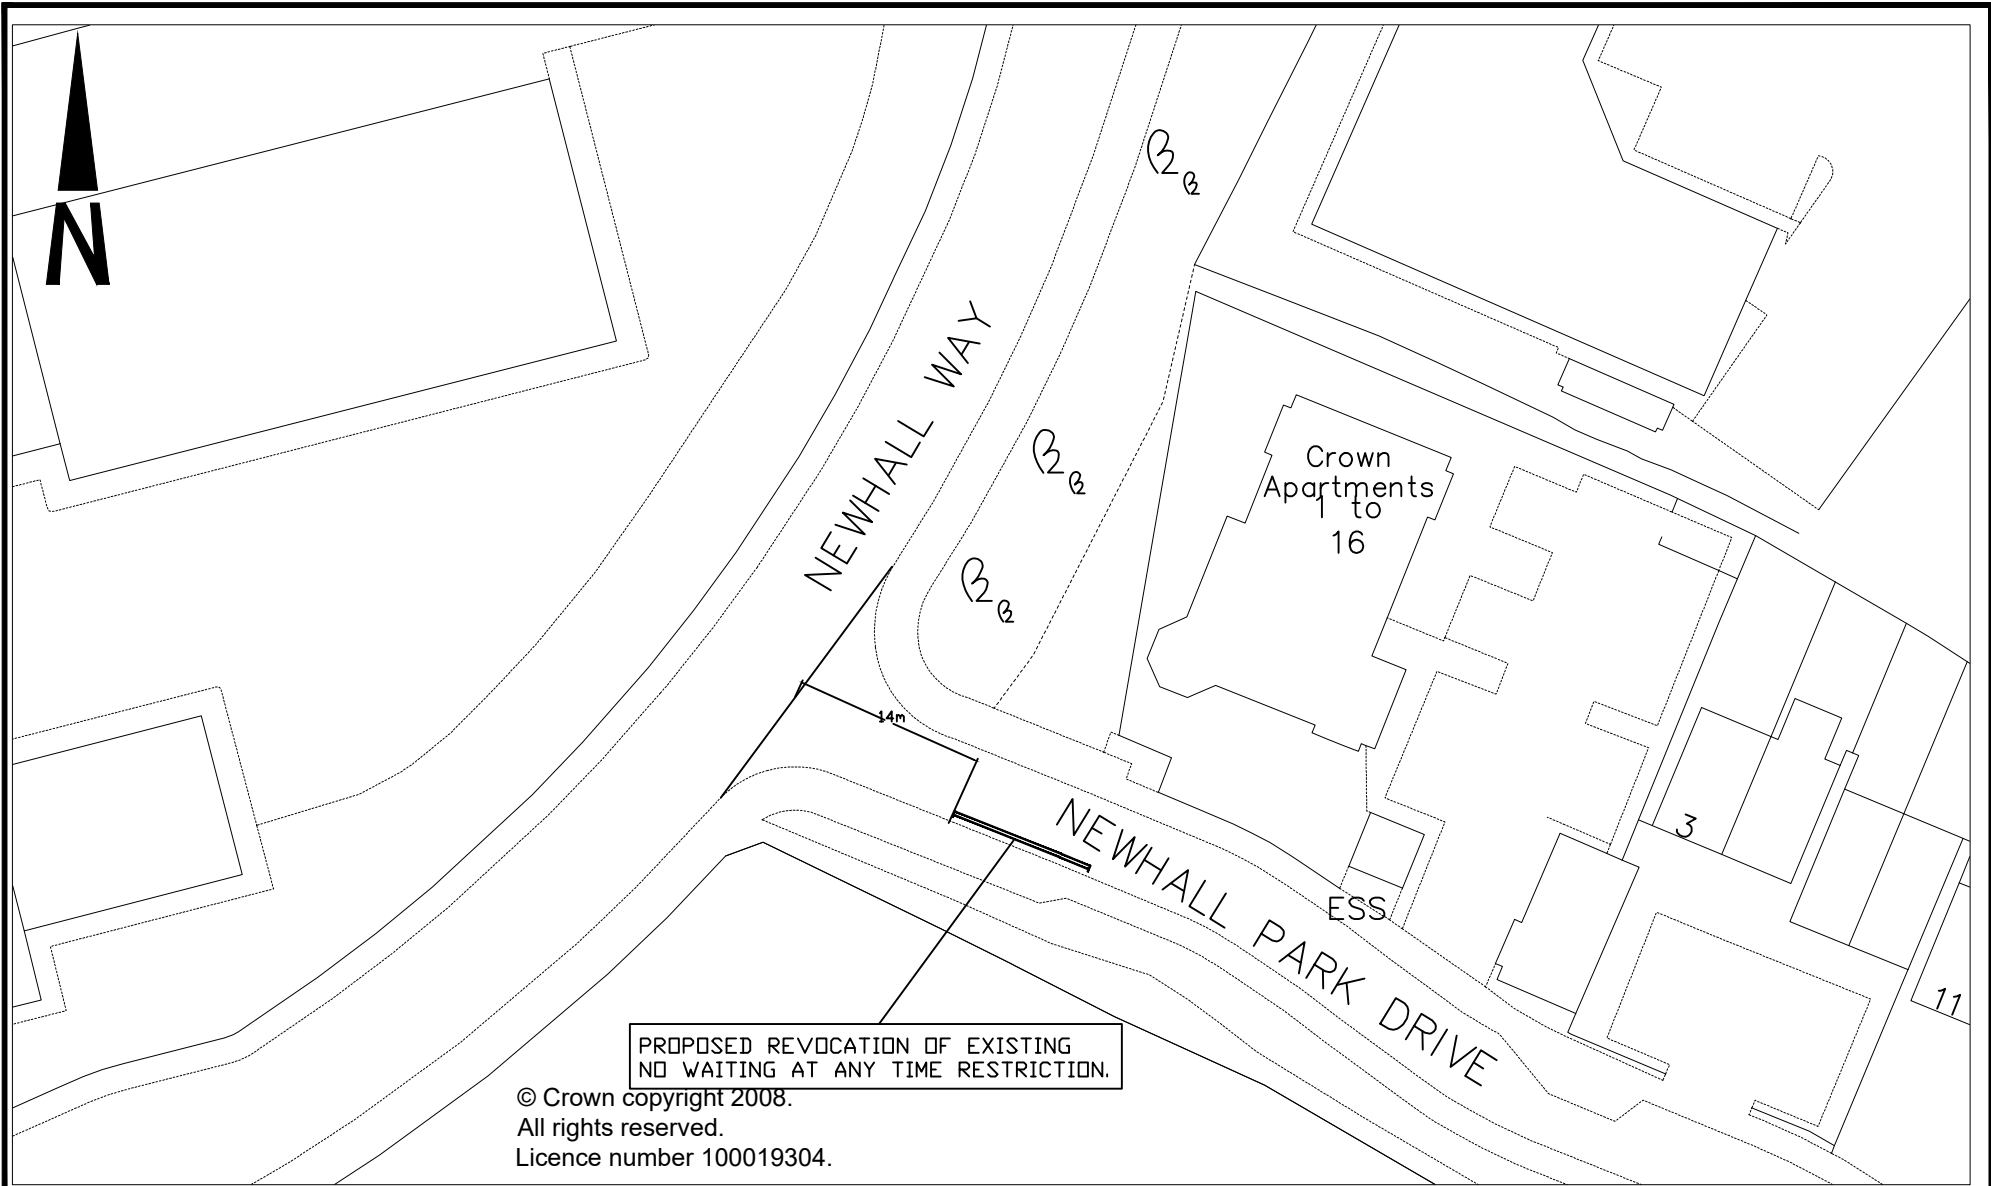 N
NEWHALL WAY
Crown
Apartments
1 to
16
14m
3
NEWHALL PARK DRIVE
ESS
11
PROPOSED REVOCATION OF EXISTING
NO WAITING AT ANY TIME RESTRICTION.
© Crown copyright 2008.
All rights reserved.
Licence number 100019304.